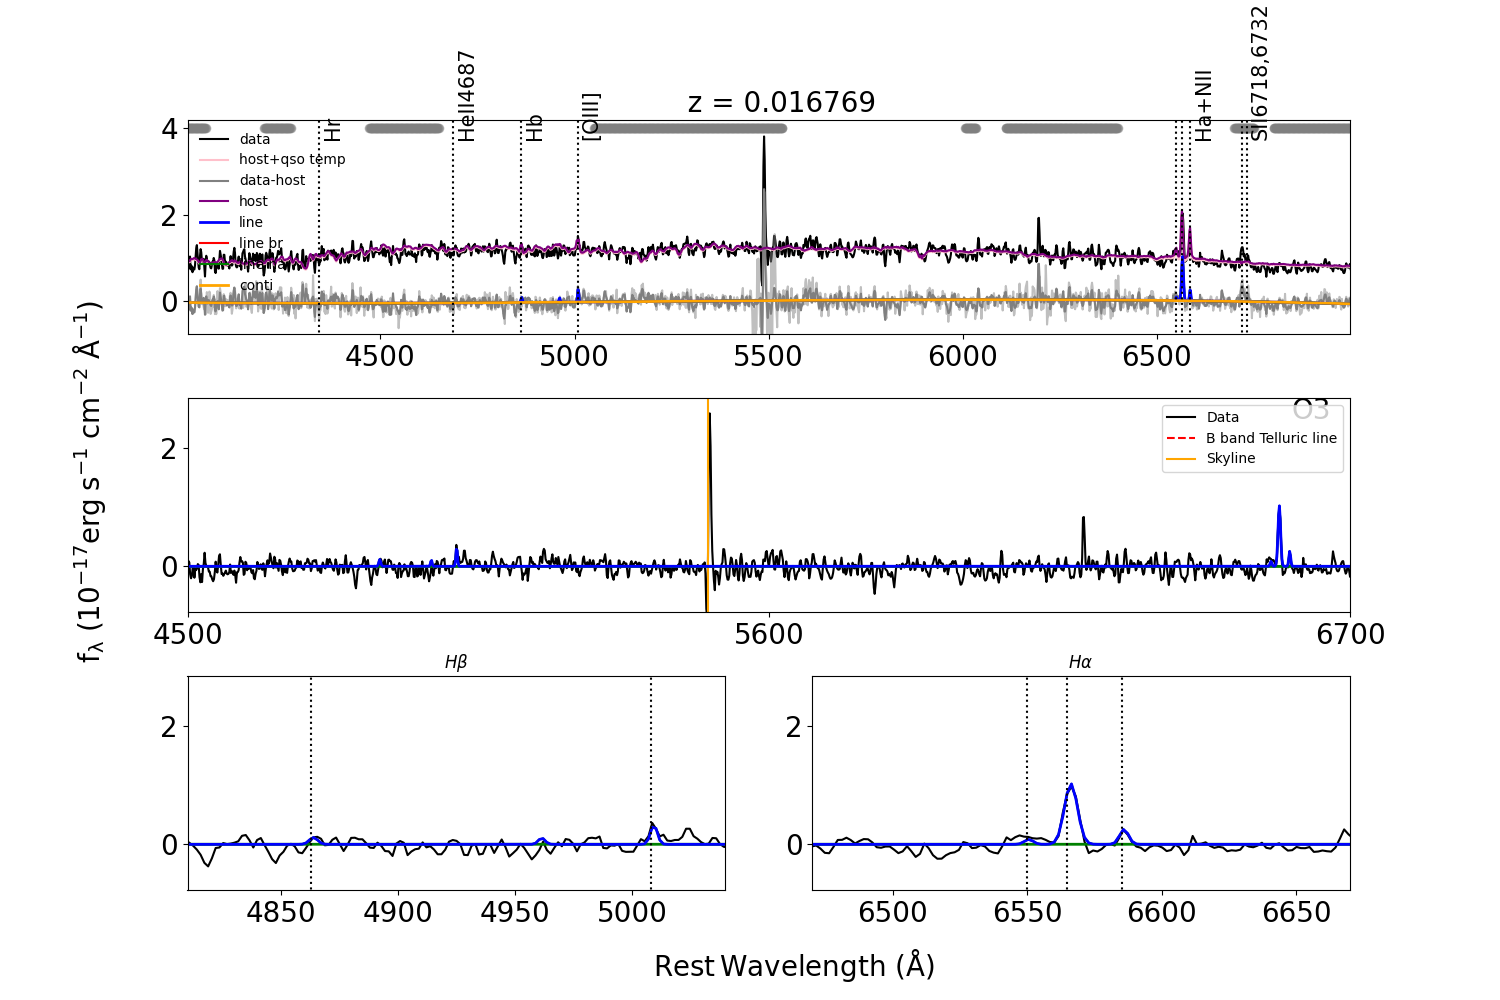 Hr
HeII4687
Hb
[OIII]
Ha+NII
SII6718,6732
z = 0.016769
data
host+qso temp
data-host
host
line
line br
conti
4
2
0
4500 5000 5500 6000 6500
fλ (10−17erg s−1 cm−2 Å−1)
O3
Data
B band Telluric line
Skyline
2
0
4500 5600 6700
Hβ
2
0
4850 4900 4950 5000
Hα
2
0
6500 6550 6600 6650
Rest Wavelength (Å)